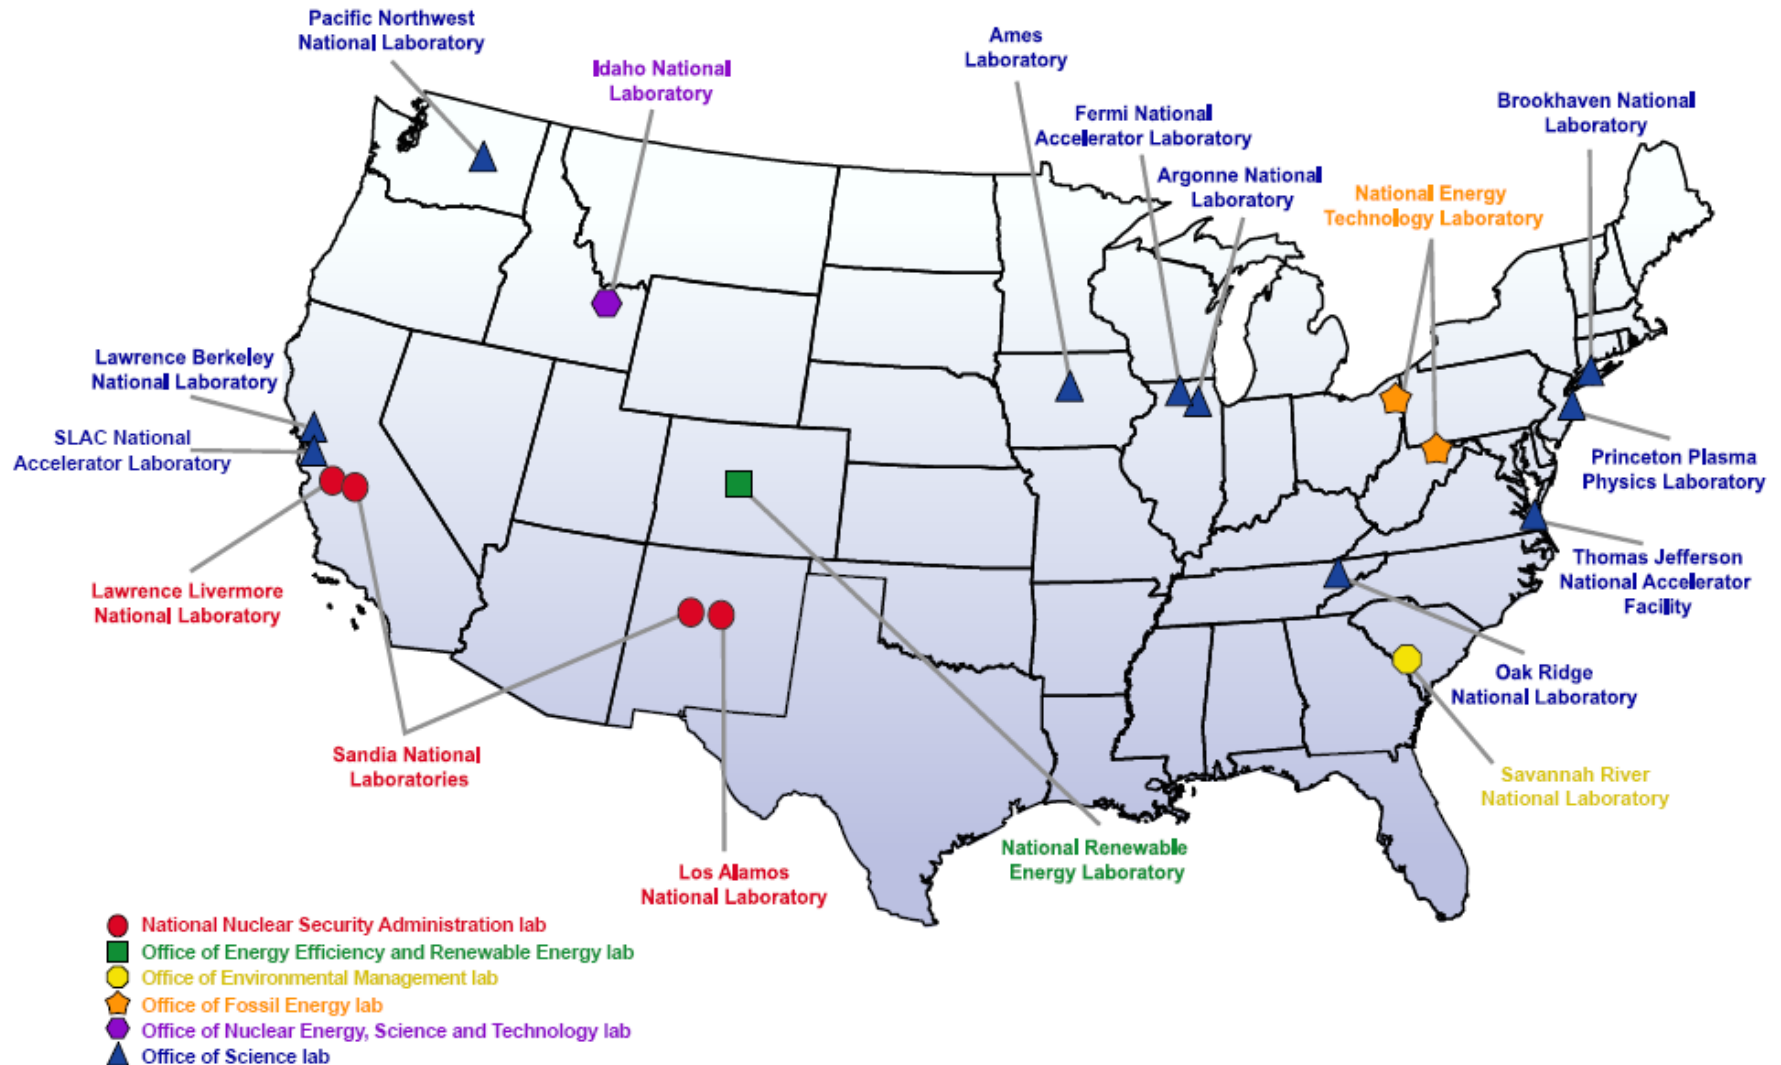 Pacific Northwest
National Laboratory
Idaho National
Laboratory
Ames
Laboratory
Fermi National
Accelerator Laboratory
Argonne National
Laboratory
Brookhaven National
Laboratory
National Energy
Technology Laboratory
Lawrence Berkeley
National Laboratory
SLAC National
Accelerator Laboratory
Princeton Plasma
Physics Laboratory
Thomas Jefferson
National Accelerator
Facility
Lawrence Livermore
National Laboratory
Oak Ridge
National Laboratory
Sandia National
Laboratories
Savannah River
National Laboratory
National Renewable
Energy Laboratory
Los Alamos
National Laboratory
National Nuclear Security Administration lab
Office of Energy Efficiency and Renewable Energy lab
Office of Environmental Management lab
Office of Fossil Energy lab
Office of Nuclear Energy, Science and Technology lab
Office of Science lab